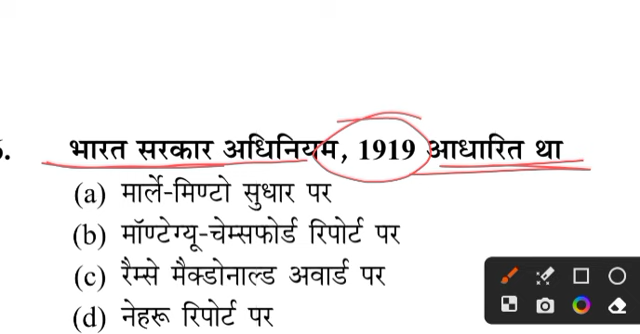 6. भारत सरकार अधिनियम, 1919 आधारित था
(a) मार्ले-मिण्टो सुधार पर
(b) मॉण्टेग्यू-चेम्सफोर्ड रिपोर्ट पर
(c) रैम्से मैक्डोनाल्ड अवार्ड पर
(d) नेहरू रिपोर्ट पर